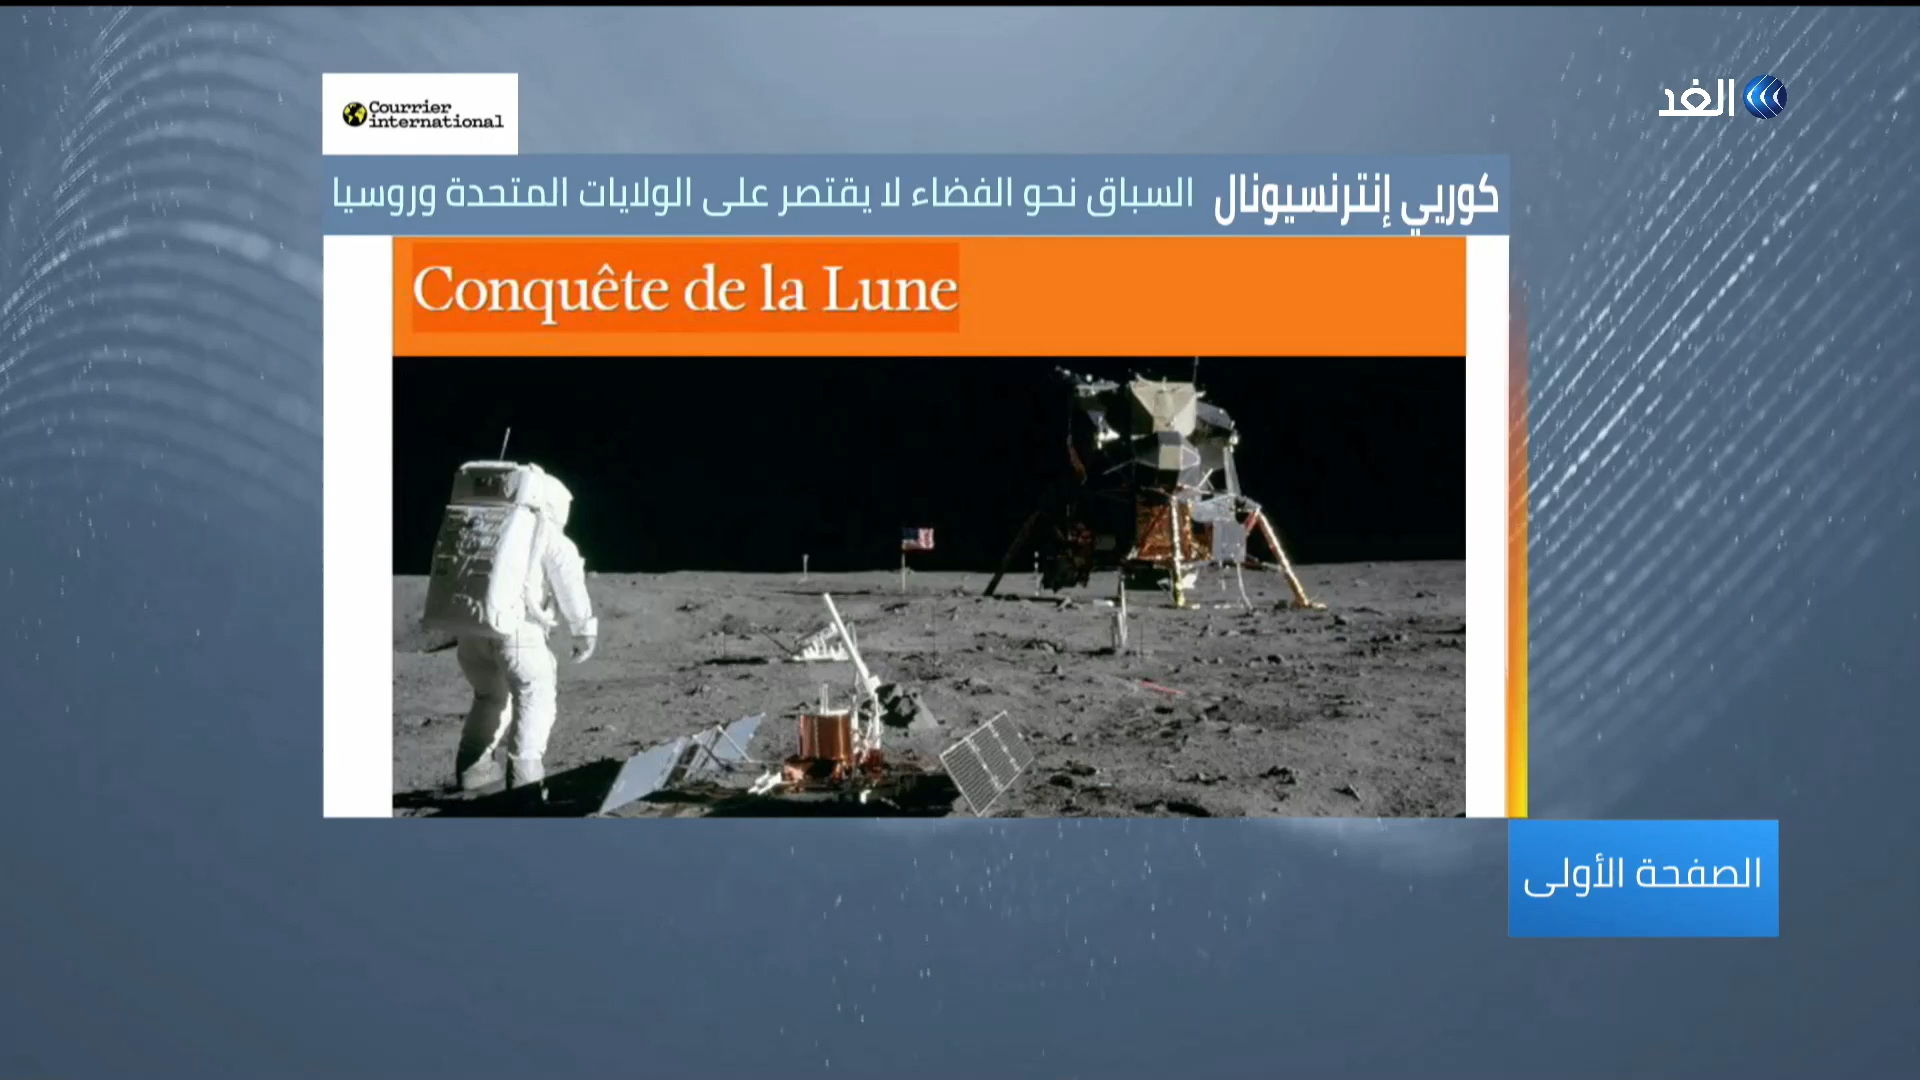 الغد
Courrier
international
كوريي إنترنسيونال السباق نحو الفضاء لا يقتصر على الولايات المتحدة وروسيا
Conquête de la Lune
الصفحة الأولى